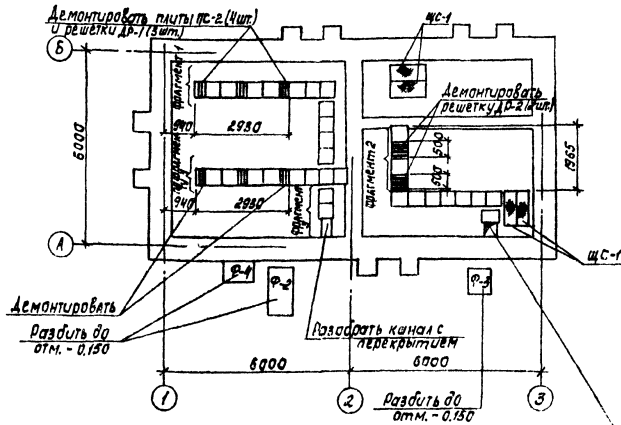 Демонтировать плиты ПС-2 (4шт.)
и решетки ДР-1 (3шт)
ЩС-1
Б
фрагмент 1
Демонтировать
решетку ДР-2 (2шт.)
940
2930
6000
500
500
1965
фрагмент 2
940
2930
фрагмент
А
ЩС-1
Ф-1
Ф-2
Ф-3
Демонтировать
Разбить до
отм. - 0,150
Разобрать канал с
перекрытием
6000
6000
1
2
3
Разбить до
отм. - 0,150